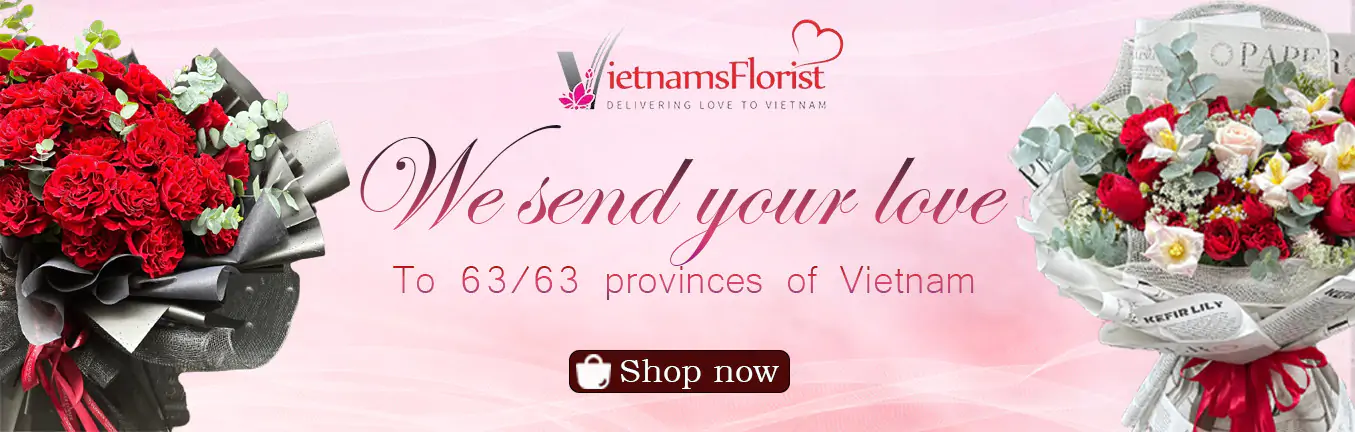 VietnamsFlorist
DELIVERING LOVE TO VIETNAM
We send your love
To 63/63 provinces of Vietnam
Shop now
PAPER
KEFIR LILY